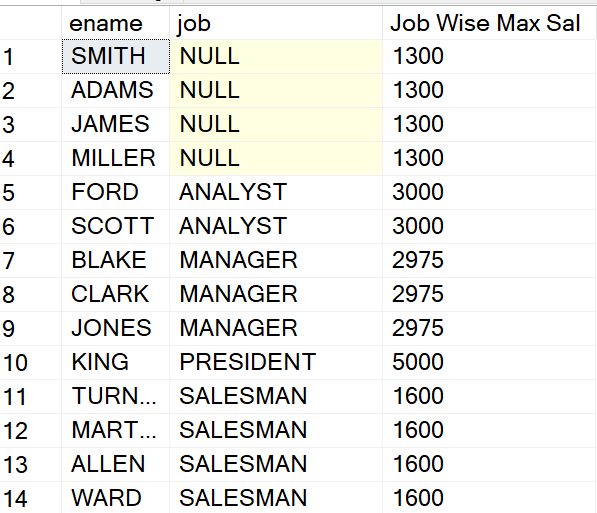 ename job Job Wise Max Sal
1 SMITH NULL 1300
2 ADAMS NULL 1300
3 JAMES NULL 1300
4 MILLER NULL 1300
5 FORD ANALYST 3000
6 SCOTT ANALYST 3000
7 BLAKE MANAGER 2975
8 CLARK MANAGER 2975
9 JONES MANAGER 2975
10 KING PRESIDENT 5000
11 TURN... SALESMAN 1600
12 MART... SALESMAN 1600
13 ALLEN SALESMAN 1600
14 WARD SALESMAN 1600